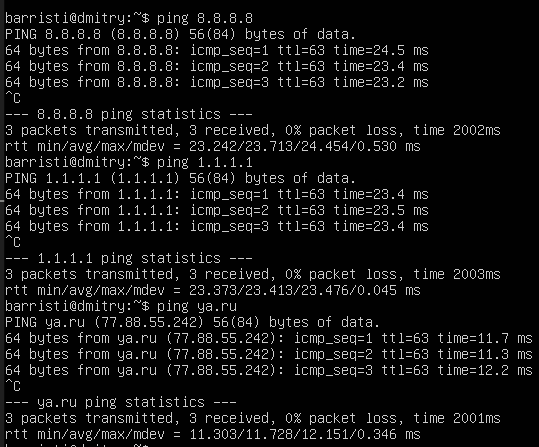 barristi@dmitry:~$ ping 8.8.8.8
PING 8.8.8.8 (8.8.8.8) 56(84) bytes of data.
64 bytes from 8.8.8.8: icmp_seq=1 ttl=63 time=24.5 ms
64 bytes from 8.8.8.8: icmp_seq=2 ttl=63 time=23.4 ms
64 bytes from 8.8.8.8: icmp_seq=3 ttl=63 time=23.2 ms
^C
--- 8.8.8.8 ping statistics ---
3 packets transmitted, 3 received, 0% packet loss, time 2002ms
rtt min/avg/max/mdev = 23.242/23.713/24.454/0.530 ms
barristi@dmitry:~$ ping 1.1.1.1
PING 1.1.1.1 (1.1.1.1) 56(84) bytes of data.
64 bytes from 1.1.1.1: icmp_seq=1 ttl=63 time=23.4 ms
64 bytes from 1.1.1.1: icmp_seq=2 ttl=63 time=23.5 ms
64 bytes from 1.1.1.1: icmp_seq=3 ttl=63 time=23.4 ms
^C
--- 1.1.1.1 ping statistics ---
3 packets transmitted, 3 received, 0% packet loss, time 2003ms
rtt min/avg/max/mdev = 23.373/23.413/23.476/0.045 ms
barristi@dmitry:~$ ping ya.ru
PING ya.ru (77.88.55.242) 56(84) bytes of data.
64 bytes from ya.ru (77.88.55.242): icmp_seq=1 ttl=63 time=11.7 ms
64 bytes from ya.ru (77.88.55.242): icmp_seq=2 ttl=63 time=11.3 ms
64 bytes from ya.ru (77.88.55.242): icmp_seq=3 ttl=63 time=12.2 ms
^C
--- ya.ru ping statistics ---
3 packets transmitted, 3 received, 0% packet loss, time 2001ms
rtt min/avg/max/mdev = 11.303/11.728/12.151/0.346 ms